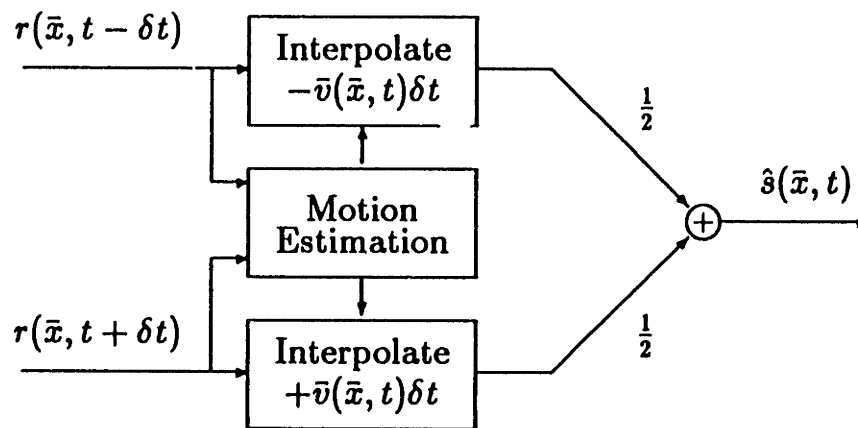 r(x̄, t − δt)
Interpolate
−v̄(x̄, t)δt
½
Motion
Estimation
ŝ(x̄, t)
+
r(x̄, t + δt)
Interpolate
+v̄(x̄, t)δt
½